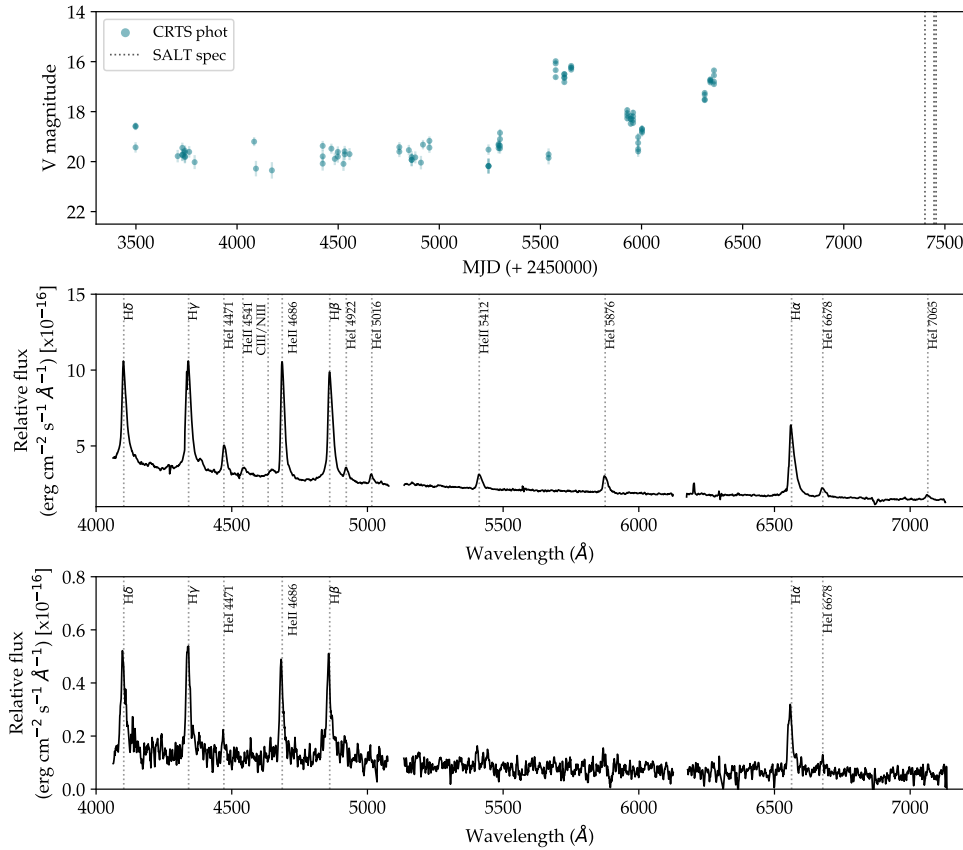 14
16
18
20
22
V magnitude
CRTS phot
SALT spec
3500
4000
4500
5000
5500
6000
6500
7000
7500
MJD (+ 2450000)
15
10
5
Relative flux
(erg cm⁻² s⁻¹ Å⁻¹) [x10⁻¹⁶]
Hδ
Hγ
HeI 4471
HeII 4541
CIII/NIII
HeII 4686
Hβ
HeI 4922
HeI 5016
HeII 5412
HeI 5876
Hα
HeI 6678
HeI 7065
4000
4500
5000
5500
6000
6500
7000
Wavelength (Å)
0.8
0.6
0.4
0.2
0.0
Relative flux
(erg cm⁻² s⁻¹ Å⁻¹) [x10⁻¹⁶]
Hδ
Hγ
HeI 4471
HeII 4686
Hβ
Hα
HeI 6678
4000
4500
5000
5500
6000
6500
7000
Wavelength (Å)